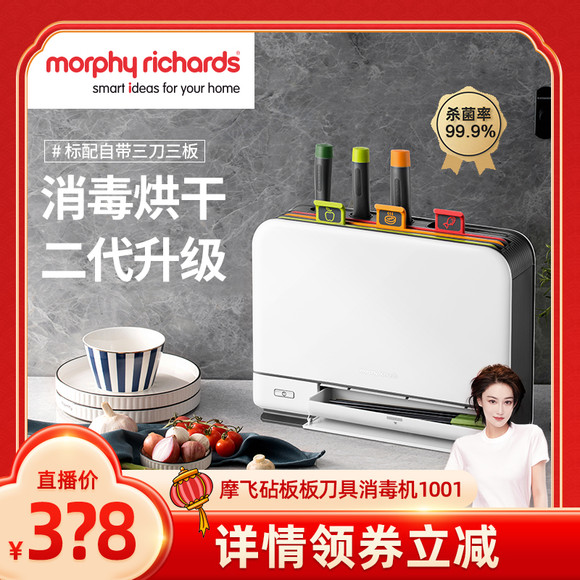 morphy richards
smart ideas for your home
杀菌率
99.9%
#标配自带三刀三板
消毒烘干
二代升级
直播价
¥3?8
摩飞砧板板刀具消毒机1001
详情领券立减